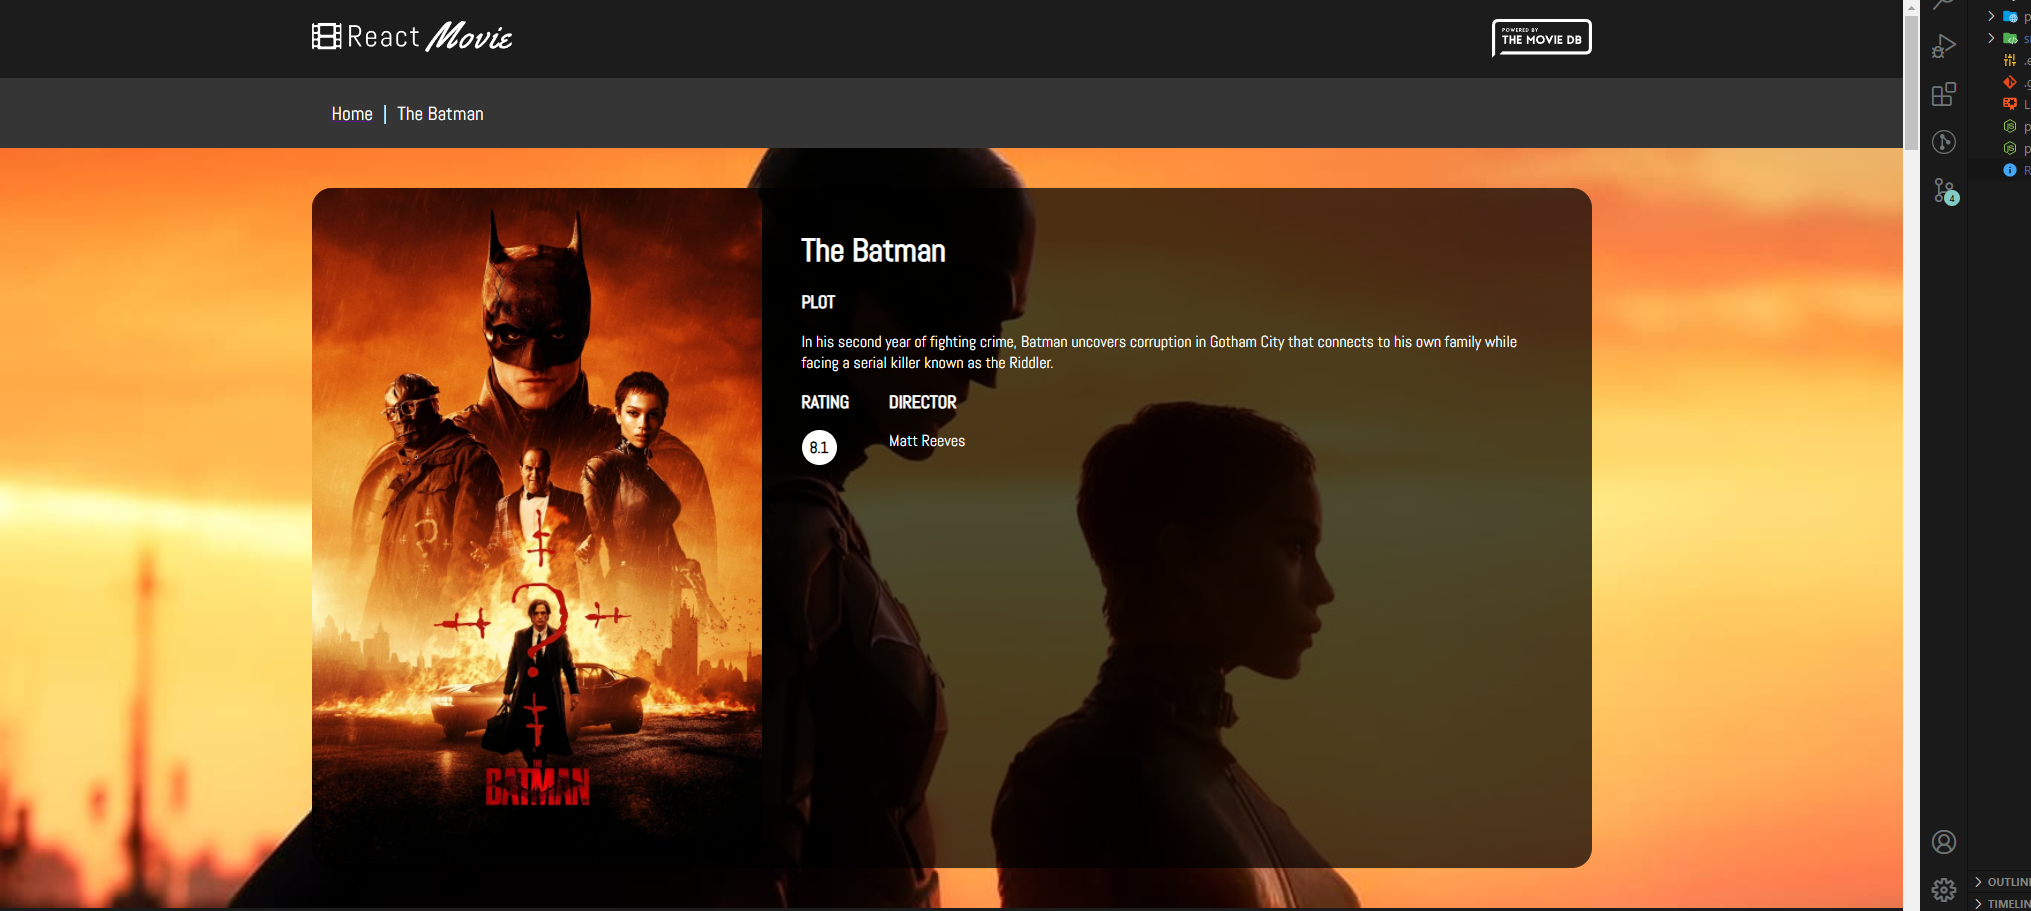 React Movie
POWERED BY
THE MOVIE DB
Home | The Batman
The Batman
PLOT
In his second year of fighting crime, Batman uncovers corruption in Gotham City that connects to his own family while
facing a serial killer known as the Riddler.
RATING DIRECTOR
8.1 Matt Reeves
THE
BATMAN
4
OUTLIN
TIMELIN